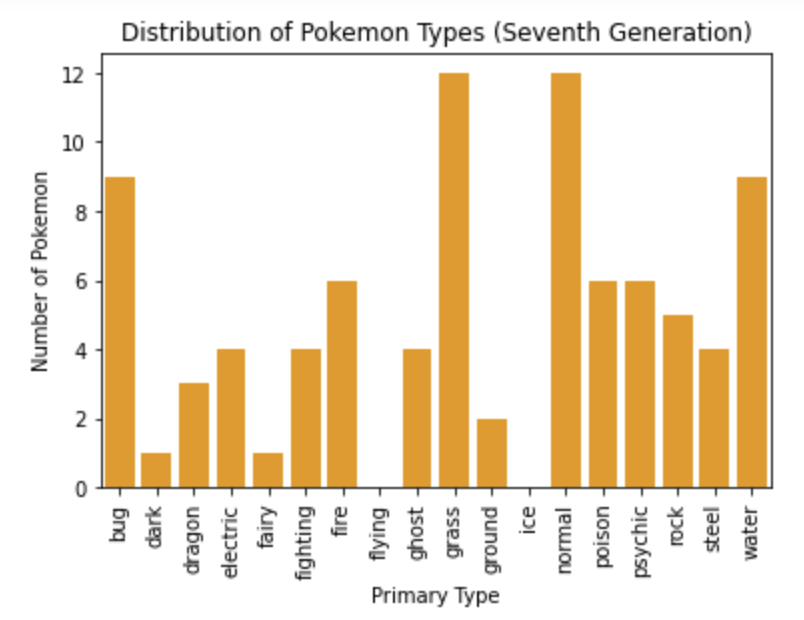 Distribution of Pokemon Types (Seventh Generation)
Number of Pokemon
12
10
8
6
4
2
0
bug
dark
dragon
electric
fairy
fighting
fire
flying
ghost
grass
ground
ice
normal
poison
psychic
rock
steel
water
Primary Type